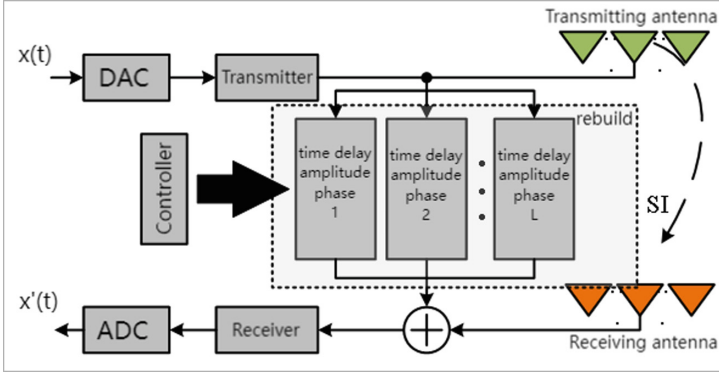 Transmitting antenna
x(t)
DAC
Transmitter
rebuild
Controller
time delay
amplitude
phase
1
time delay
amplitude
phase
2
time delay
amplitude
phase
L
SI
x'(t)
ADC
Receiver
Receiving antenna